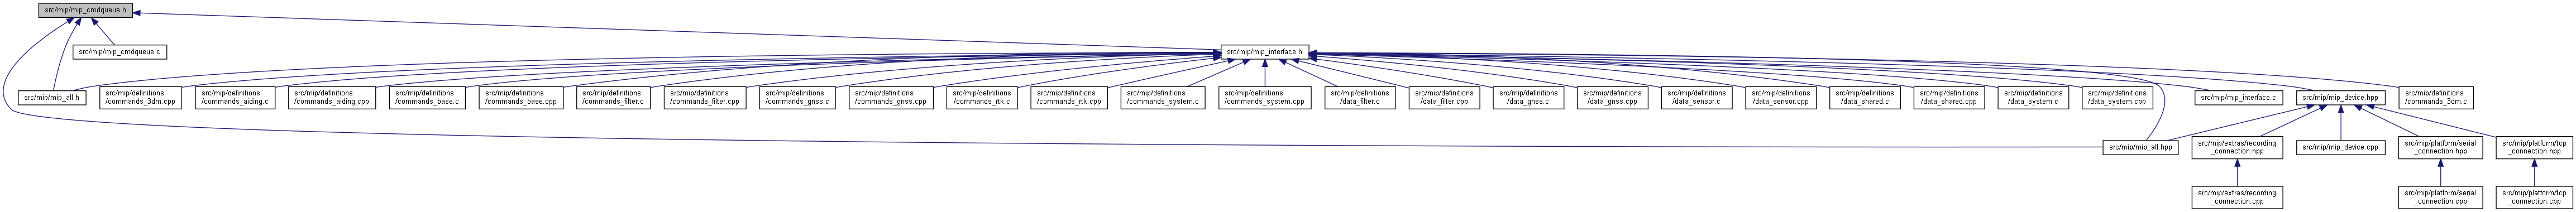 src/mip/mip_cmdqueue.h
src/mip/mip_cmdqueue.c
src/mip/mip_interface.h
src/mip/mip_all.h
src/mip/definitions
/commands_3dm.cpp
src/mip/definitions
/commands_aiding.c
src/mip/definitions
/commands_aiding.cpp
src/mip/definitions
/commands_base.c
src/mip/definitions
/commands_base.cpp
src/mip/definitions
/commands_filter.c
src/mip/definitions
/commands_filter.cpp
src/mip/definitions
/commands_gnss.c
src/mip/definitions
/commands_gnss.cpp
src/mip/definitions
/commands_rtk.c
src/mip/definitions
/commands_rtk.cpp
src/mip/definitions
/commands_system.c
src/mip/definitions
/commands_system.cpp
src/mip/definitions
/data_filter.c
src/mip/definitions
/data_filter.cpp
src/mip/definitions
/data_gnss.c
src/mip/definitions
/data_gnss.cpp
src/mip/definitions
/data_sensor.c
src/mip/definitions
/data_sensor.cpp
src/mip/definitions
/data_shared.c
src/mip/definitions
/data_shared.cpp
src/mip/definitions
/data_system.c
src/mip/definitions
/data_system.cpp
src/mip/mip_interface.c
src/mip/mip_device.hpp
src/mip/definitions
/commands_3dm.c
src/mip/mip_all.hpp
src/mip/extras/recording
_connection.hpp
src/mip/mip_device.cpp
src/mip/platform/serial
_connection.hpp
src/mip/platform/tcp
_connection.hpp
src/mip/extras/recording
_connection.cpp
src/mip/platform/serial
_connection.cpp
src/mip/platform/tcp
_connection.cpp